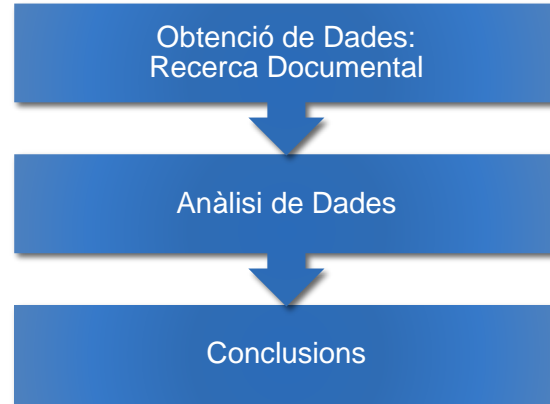 Obtenció de Dades:
Recerca Documental
Anàlisi de Dades
Conclusions